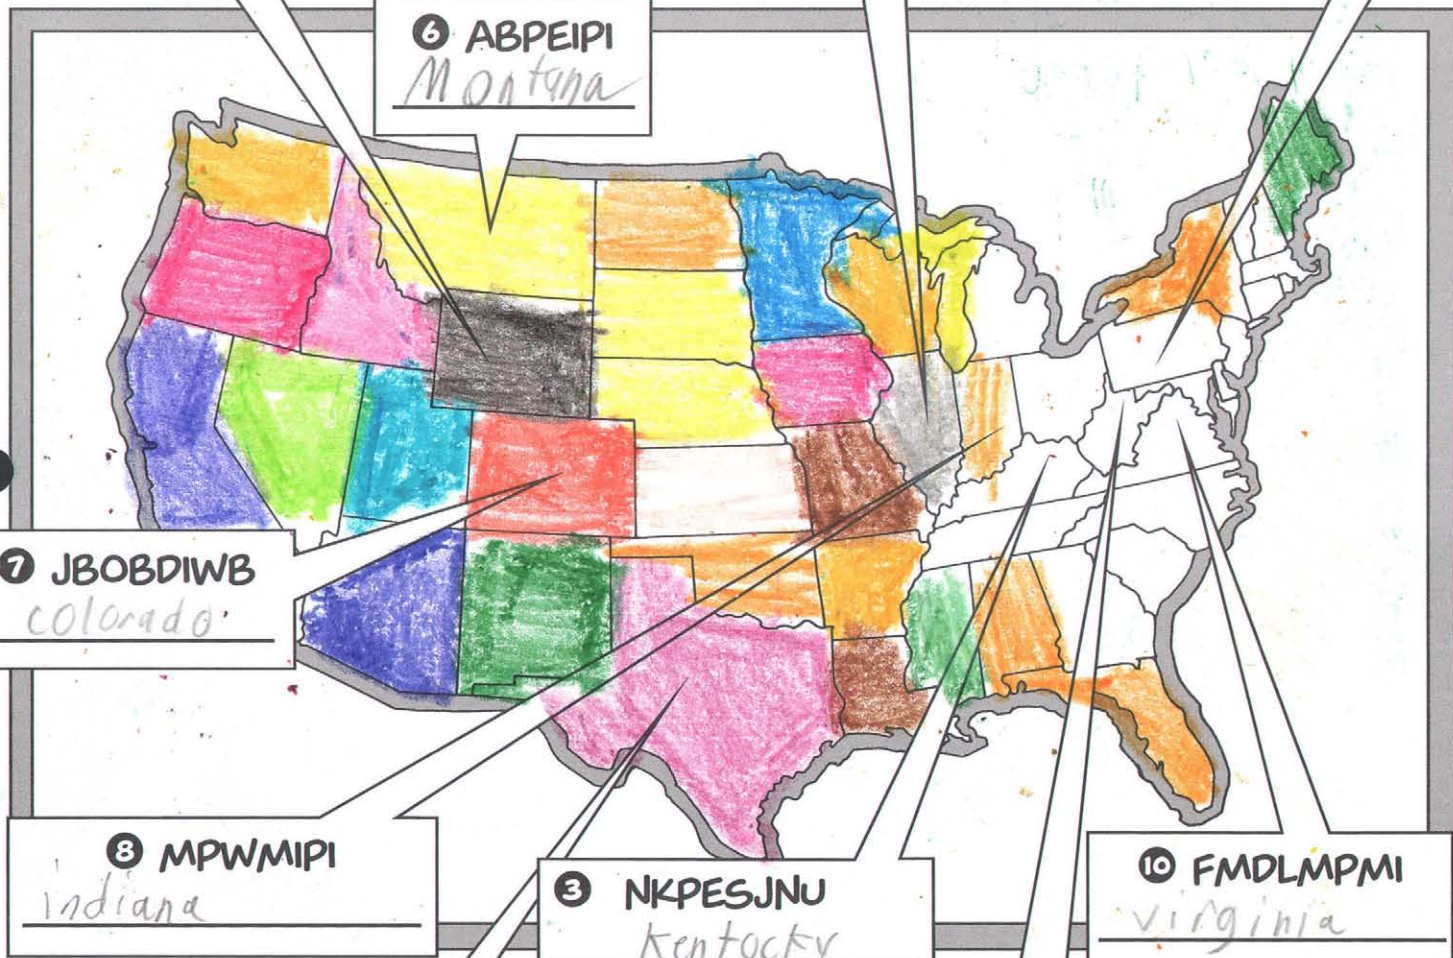 6 ABPEIPI
Montana
7 JBOBDIWB
colorado
8 MPWMIPI
indiana
3 NKPESJNU
kentocky
10 FMDLMPMI
virginia